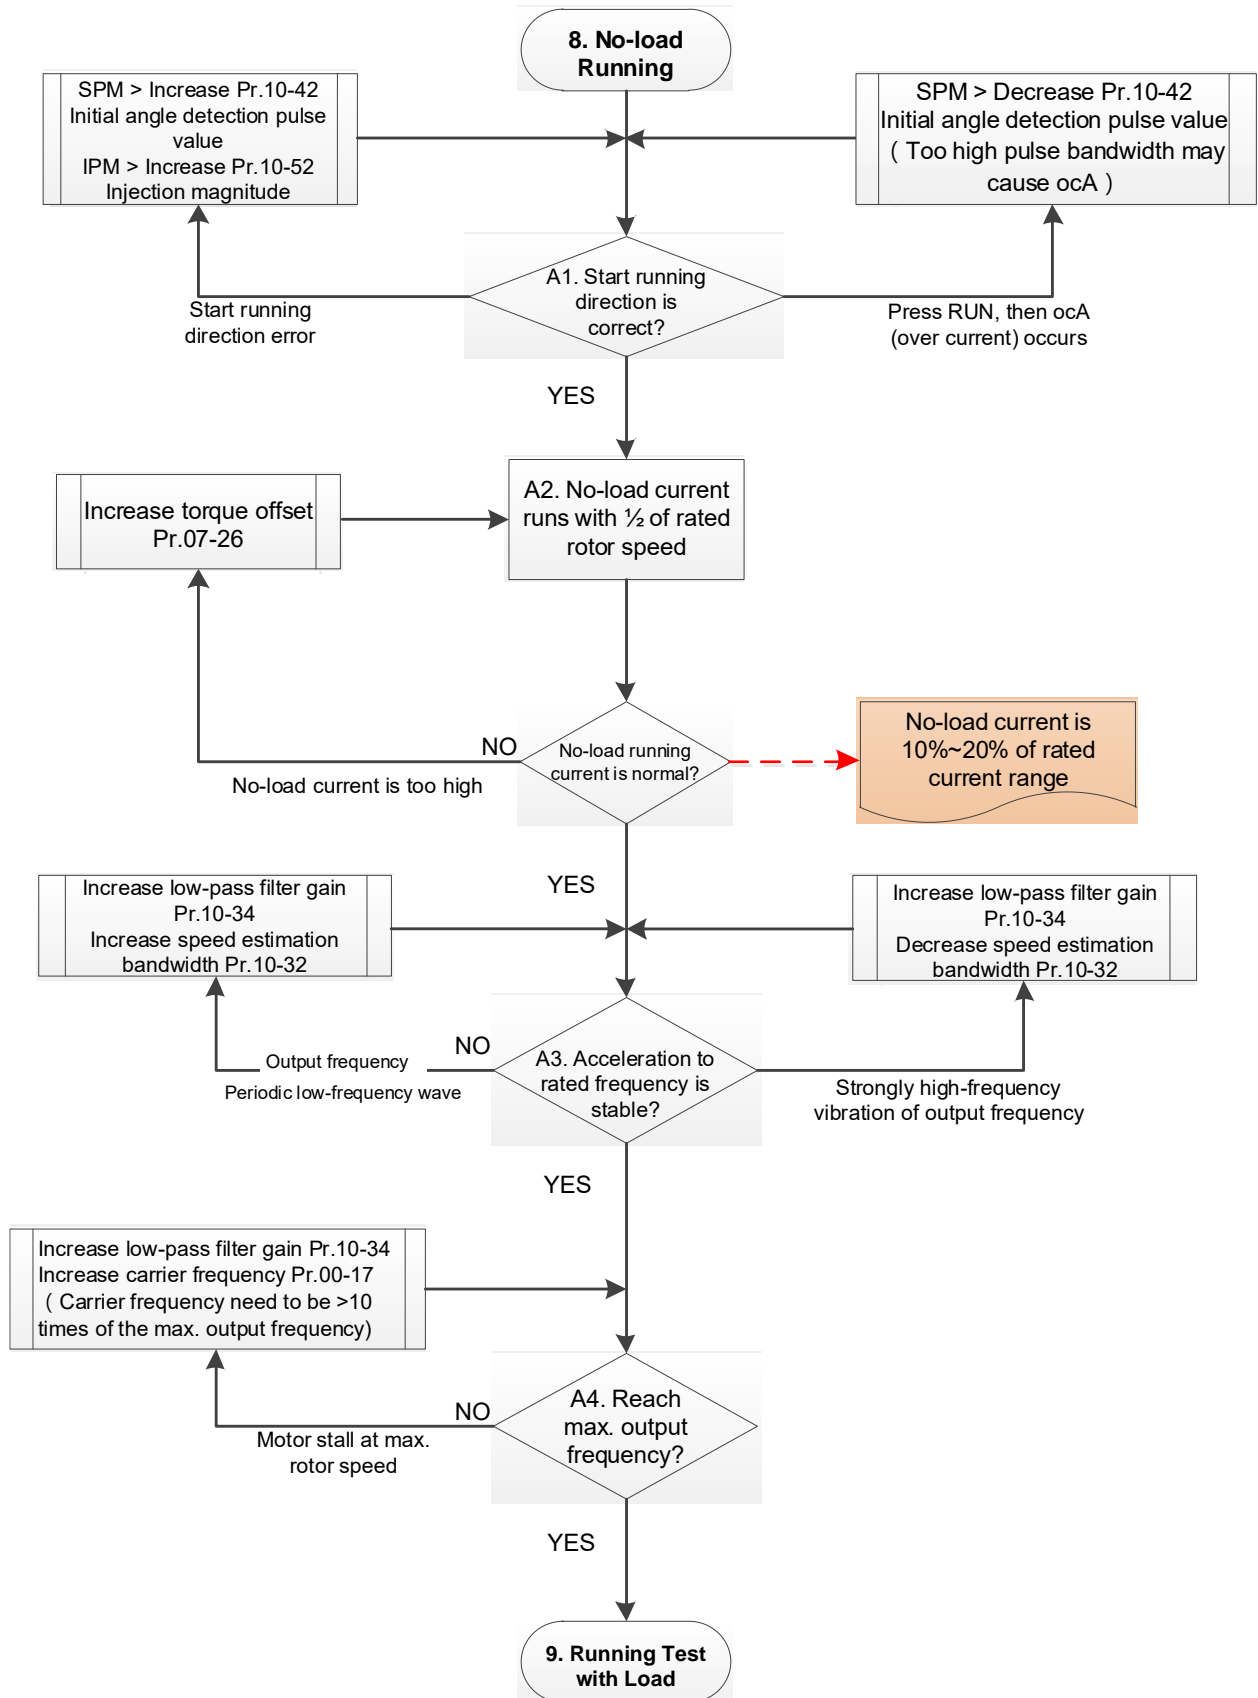 8. No-load
Running
SPM > Increase Pr.10-42
Initial angle detection pulse
value
IPM > Increase Pr.10-52
Injection magnitude
SPM > Decrease Pr.10-42
Initial angle detection pulse value
( Too high pulse bandwidth may
cause ocA )
A1. Start running
direction is
correct?
Start running
direction error
Press RUN, then ocA
(over current) occurs
YES
Increase torque offset
Pr.07-26
A2. No-load current
runs with ½ of rated
rotor speed
NO
No-load current is too high
No-load running
current is normal?
No-load current is
10%~20% of rated
current range
YES
Increase low-pass filter gain
Pr.10-34
Increase speed estimation
bandwidth Pr.10-32
Increase low-pass filter gain
Pr.10-34
Decrease speed estimation
bandwidth Pr.10-32
NO
Output frequency
Periodic low-frequency wave
A3. Acceleration to
rated frequency is
stable?
Strongly high-frequency
vibration of output frequency
YES
Increase low-pass filter gain Pr.10-34
Increase carrier frequency Pr.00-17
( Carrier frequency need to be >10
times of the max. output frequency)
NO
Motor stall at max.
rotor speed
A4. Reach
max. output
frequency?
YES
9. Running Test
with Load